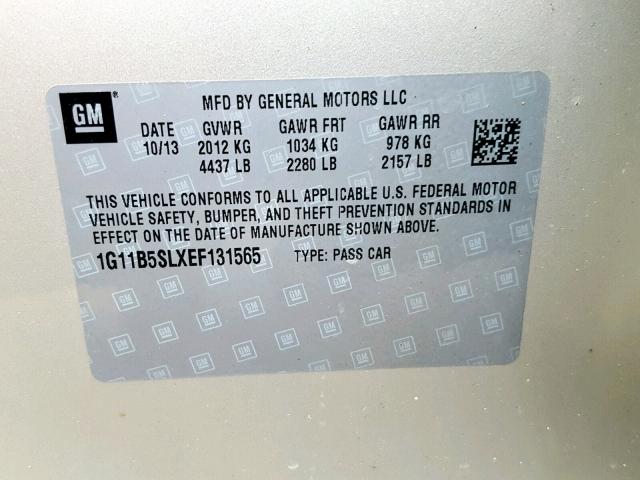 GM ®
MFD BY GENERAL MOTORS LLC
DATE GVWR GAWR FRT GAWR RR
10/13 2012 KG 1034 KG 978 KG
4437 LB 2280 LB 2157 LB
THIS VEHICLE CONFORMS TO ALL APPLICABLE U.S. FEDERAL MOTOR
VEHICLE SAFETY, BUMPER, AND THEFT PREVENTION STANDARDS IN
EFFECT ON THE DATE OF MANUFACTURE SHOWN ABOVE.
1G11B5SLXEF131565 TYPE: PASS CAR